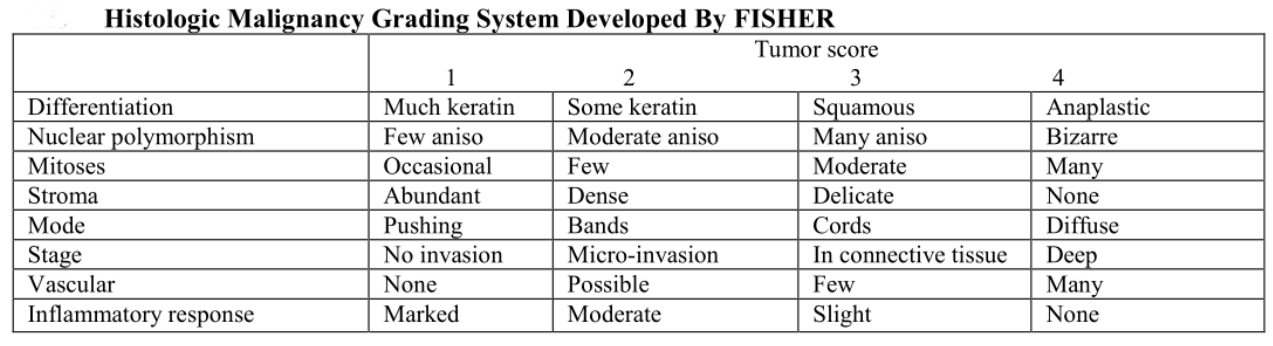 Histologic Malignancy Grading System Developed By FISHER
Tumor score
1 2 3 4
Differentiation Much keratin Some keratin Squamous Anaplastic
Nuclear polymorphism Few aniso Moderate aniso Many aniso Bizarre
Mitoses Occasional Few Moderate Many
Stroma Abundant Dense Delicate None
Mode Pushing Bands Cords Diffuse
Stage No invasion Micro-invasion In connective tissue Deep
Vascular None Possible Few Many
Inflammatory response Marked Moderate Slight None